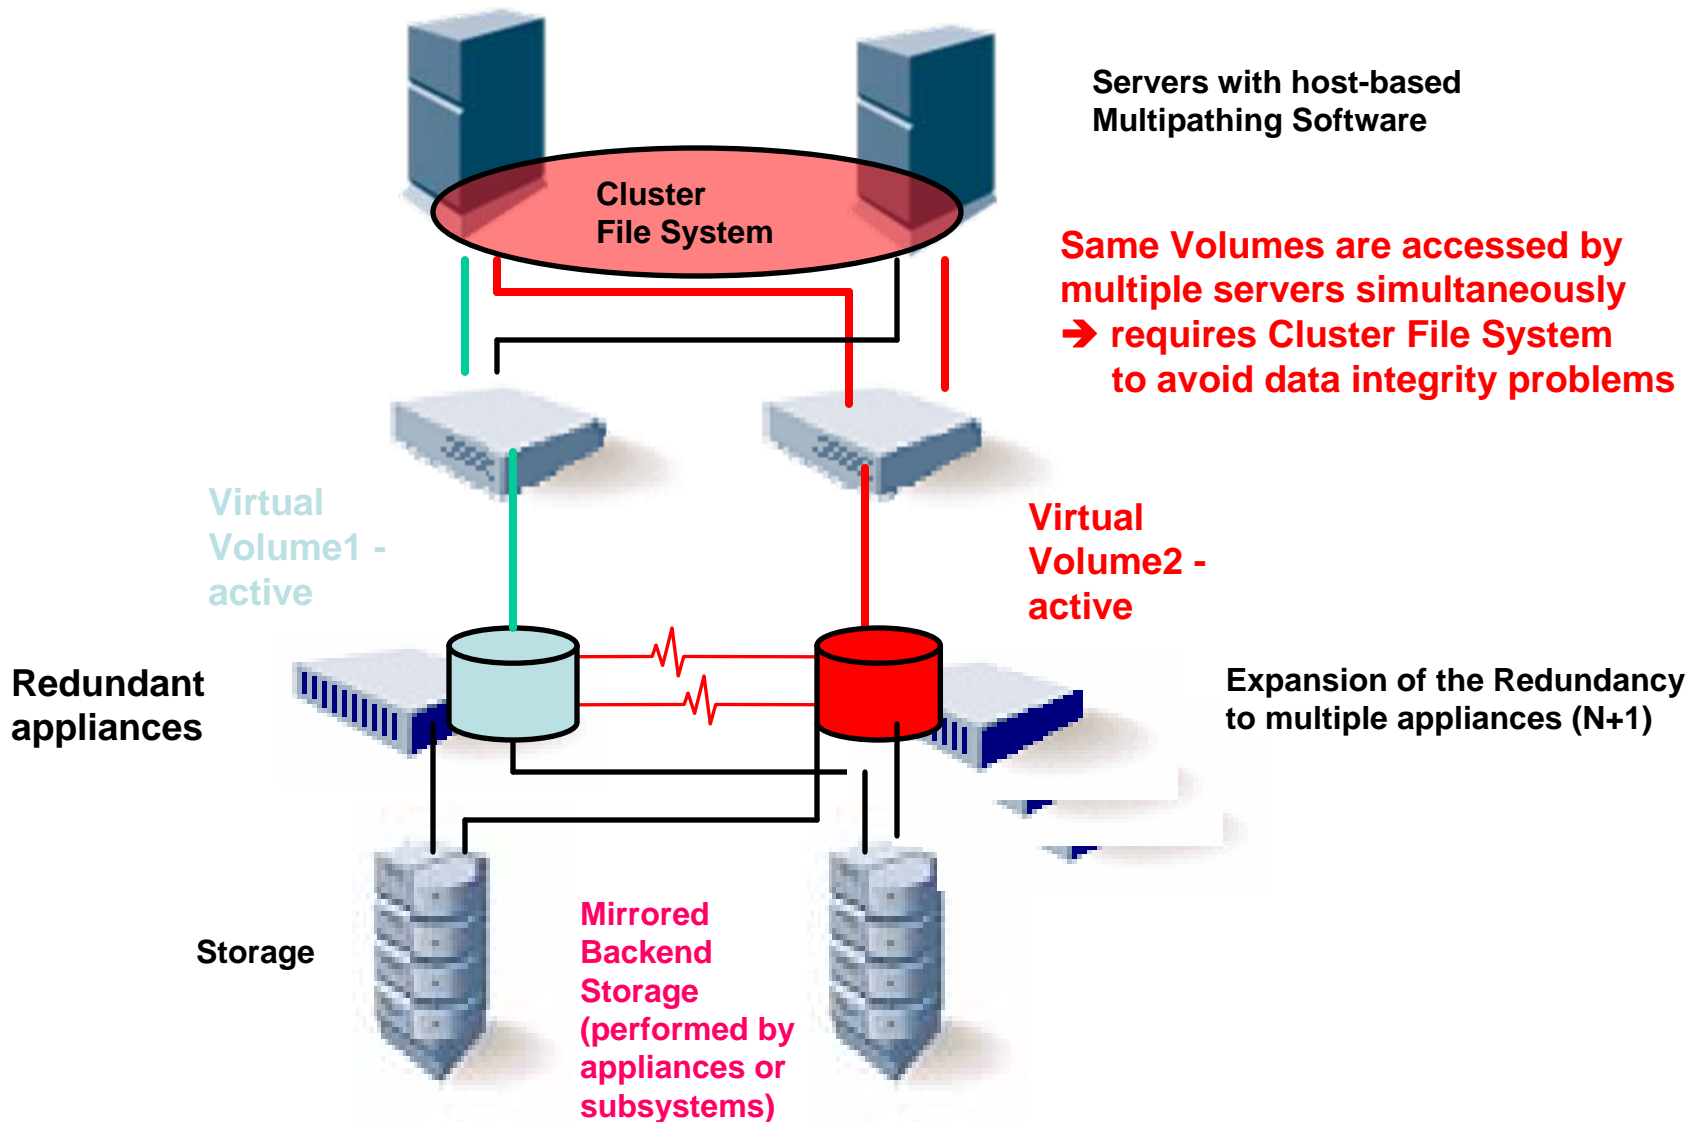 Servers with host-based
Multipathing Software
Cluster
File System
Same Volumes are accessed by
multiple servers simultaneously
➔ requires Cluster File System
to avoid data integrity problems
Virtual
Volume1 -
active
Virtual
Volume2 -
active
Redundant
appliances
Expansion of the Redundancy
to multiple appliances (N+1)
Storage
Mirrored
Backend
Storage
(performed by
appliances or
subsystems)